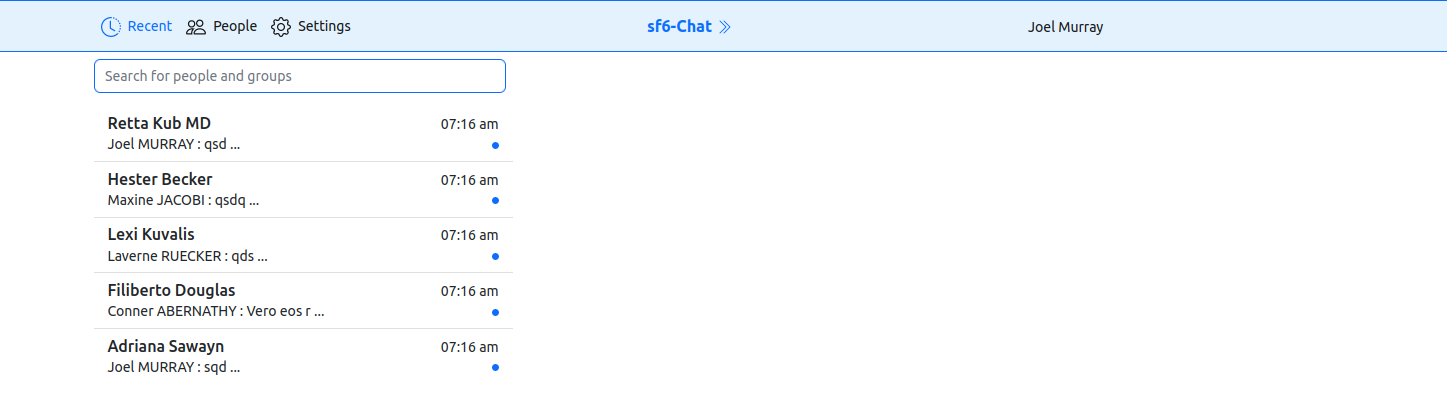 Recent People Settings sf6-Chat Joel Murray
Search for people and groups
Retta Kub MD 07:16 am
Joel MURRAY : qsd ...
Hester Becker 07:16 am
Maxine JACOBI : qsdq ...
Lexi Kuvalis 07:16 am
Laverne RUECKER : qds ...
Filiberto Douglas 07:16 am
Conner ABERNATHY : Vero eos r ...
Adriana Sawayn 07:16 am
Joel MURRAY : sqd ...